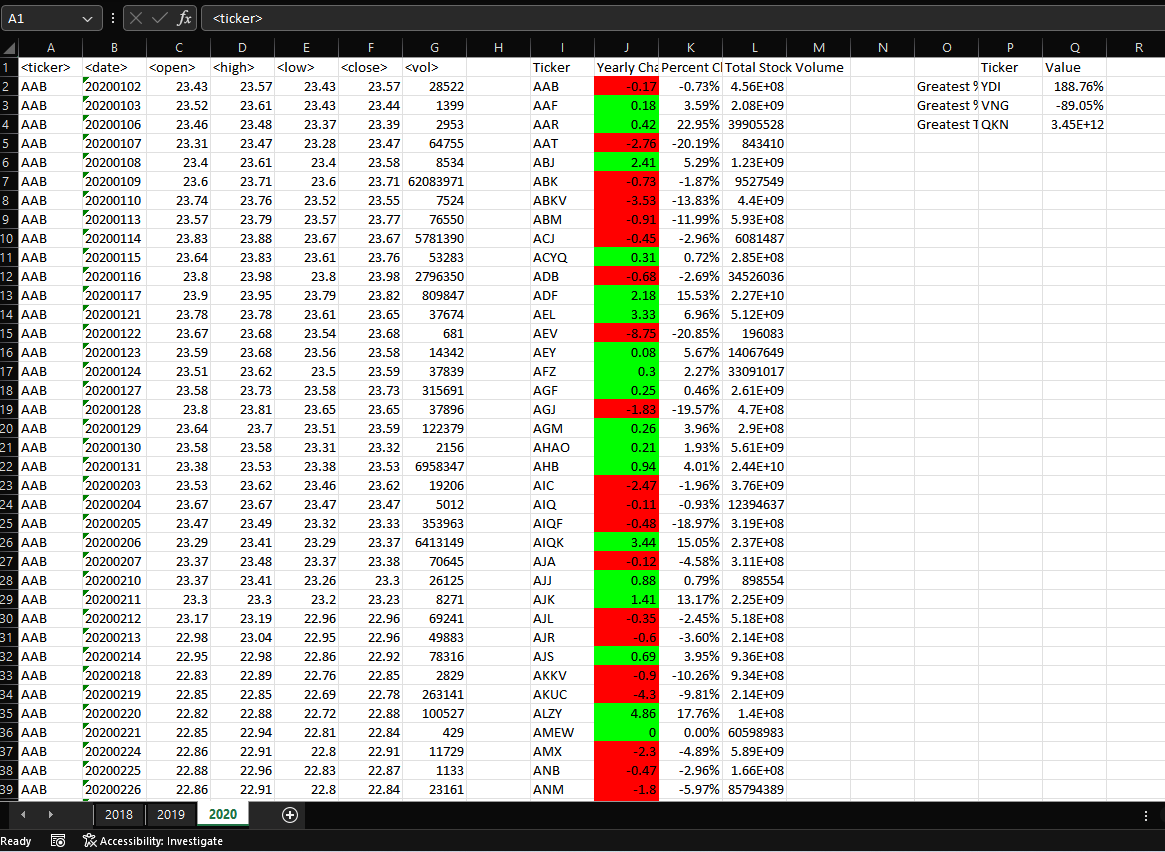 A1 fx <ticker>
A B C D E F G H I J K L M N O P Q R
1 <ticker> <date> <open> <high> <low> <close> <vol> Ticker Yearly Cha Percent Cl Total Stock Volume Ticker Value
2 AAB 20200102 23.43 23.57 23.43 23.57 28522 AAB -0.17 -0.73% 4.56E+08 Greatest % YDI 188.76%
3 AAB 20200103 23.52 23.61 23.43 23.44 1399 AAF 0.18 3.59% 2.08E+09 Greatest % VNG -89.05%
4 AAB 20200106 23.46 23.48 23.37 23.39 2953 AAR 0.42 22.95% 39905528 Greatest T QKN 3.45E+12
5 AAB 20200107 23.31 23.47 23.28 23.47 64755 AAT -2.76 -20.19% 843410
6 AAB 20200108 23.4 23.61 23.4 23.58 8534 ABJ 2.41 5.29% 1.23E+09
7 AAB 20200109 23.6 23.71 23.6 23.71 62083971 ABK -0.73 -1.87% 9527549
8 AAB 20200110 23.74 23.76 23.52 23.55 7524 ABKV -3.53 -13.83% 4.4E+09
9 AAB 20200113 23.57 23.79 23.57 23.77 76550 ABM -0.91 -11.99% 5.93E+08
10 AAB 20200114 23.83 23.88 23.67 23.67 5781390 ACJ -0.45 -2.96% 6081487
11 AAB 20200115 23.64 23.83 23.61 23.76 53283 ACYQ 0.31 0.72% 2.85E+08
12 AAB 20200116 23.8 23.98 23.8 23.98 2796350 ADB -0.68 -2.69% 34526036
13 AAB 20200117 23.9 23.95 23.79 23.82 809847 ADF 2.18 15.53% 2.27E+10
14 AAB 20200121 23.78 23.78 23.61 23.65 37674 AEL 3.33 6.96% 5.12E+09
15 AAB 20200122 23.67 23.68 23.54 23.68 681 AEV -8.75 -20.85% 196083
16 AAB 20200123 23.59 23.68 23.56 23.58 14342 AEY 0.08 5.67% 14067649
17 AAB 20200124 23.51 23.62 23.5 23.59 37839 AFZ 0.3 2.27% 33091017
18 AAB 20200127 23.58 23.73 23.58 23.73 315691 AGF 0.25 0.46% 2.61E+09
19 AAB 20200128 23.8 23.81 23.65 23.65 37896 AGJ -1.83 -19.57% 4.7E+08
20 AAB 20200129 23.64 23.7 23.51 23.59 122379 AGM 0.26 3.96% 2.9E+08
21 AAB 20200130 23.58 23.58 23.31 23.32 2156 AHAO 0.21 1.93% 5.61E+09
22 AAB 20200131 23.38 23.53 23.38 23.53 6958347 AHB 0.94 4.01% 2.44E+10
23 AAB 20200203 23.53 23.62 23.46 23.62 19206 AIC -2.47 -1.96% 3.76E+09
24 AAB 20200204 23.67 23.67 23.47 23.47 5012 AIQ -0.11 -0.93% 12394637
25 AAB 20200205 23.47 23.49 23.32 23.33 353963 AIQF -0.48 -18.97% 3.19E+08
26 AAB 20200206 23.29 23.41 23.29 23.37 6413149 AIQK 3.44 15.05% 2.37E+08
27 AAB 20200207 23.37 23.48 23.37 23.38 70645 AJA -0.12 -4.58% 3.11E+08
28 AAB 20200210 23.37 23.41 23.26 23.3 26125 AJJ 0.88 0.79% 898554
29 AAB 20200211 23.3 23.3 23.2 23.23 8271 AJK 1.41 13.17% 2.25E+09
30 AAB 20200212 23.17 23.19 22.96 22.96 69241 AJL -0.35 -2.45% 5.18E+08
31 AAB 20200213 22.98 23.04 22.95 22.96 49883 AJR -0.6 -3.60% 2.14E+08
32 AAB 20200214 22.95 22.98 22.86 22.92 78316 AJS 0.69 3.95% 9.36E+08
33 AAB 20200218 22.83 22.89 22.76 22.85 2829 AKKV -0.9 -10.26% 9.34E+08
34 AAB 20200219 22.85 22.85 22.69 22.78 263141 AKUC -4.3 -9.81% 2.14E+09
35 AAB 20200220 22.82 22.88 22.72 22.88 100527 ALZY 4.86 17.76% 1.4E+08
36 AAB 20200221 22.85 22.94 22.81 22.84 429 AMEW 0 0.00% 60598983
37 AAB 20200224 22.86 22.91 22.8 22.91 11729 AMX -2.3 -4.89% 5.89E+09
38 AAB 20200225 22.88 22.96 22.83 22.87 1133 ANB -0.47 -2.96% 1.66E+08
39 AAB 20200226 22.86 22.91 22.8 22.84 23161 ANM -1.8 -5.97% 85794389
2018 2019 2020
Ready Accessibility: Investigate